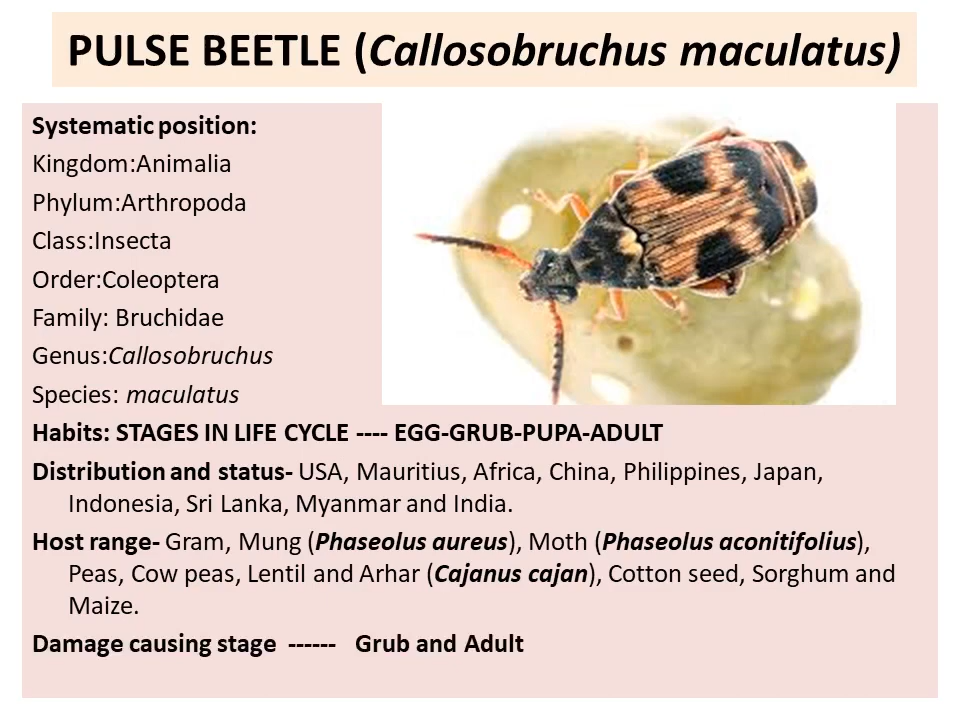 PULSE BEETLE (Callosobruchus maculatus)
Systematic position:
Kingdom:Animalia
Phylum:Arthropoda
Class:Insecta
Order:Coleoptera
Family: Bruchidae
Genus:Callosobruchus
Species: maculatus
Habits: STAGES IN LIFE CYCLE ---- EGG-GRUB-PUPA-ADULT
Distribution and status- USA, Mauritius, Africa, China, Philippines, Japan,
Indonesia, Sri Lanka, Myanmar and India.
Host range- Gram, Mung (Phaseolus aureus), Moth (Phaseolus aconitifolius),
Peas, Cow peas, Lentil and Arhar (Cajanus cajan), Cotton seed, Sorghum and
Maize.
Damage causing stage ------ Grub and Adult